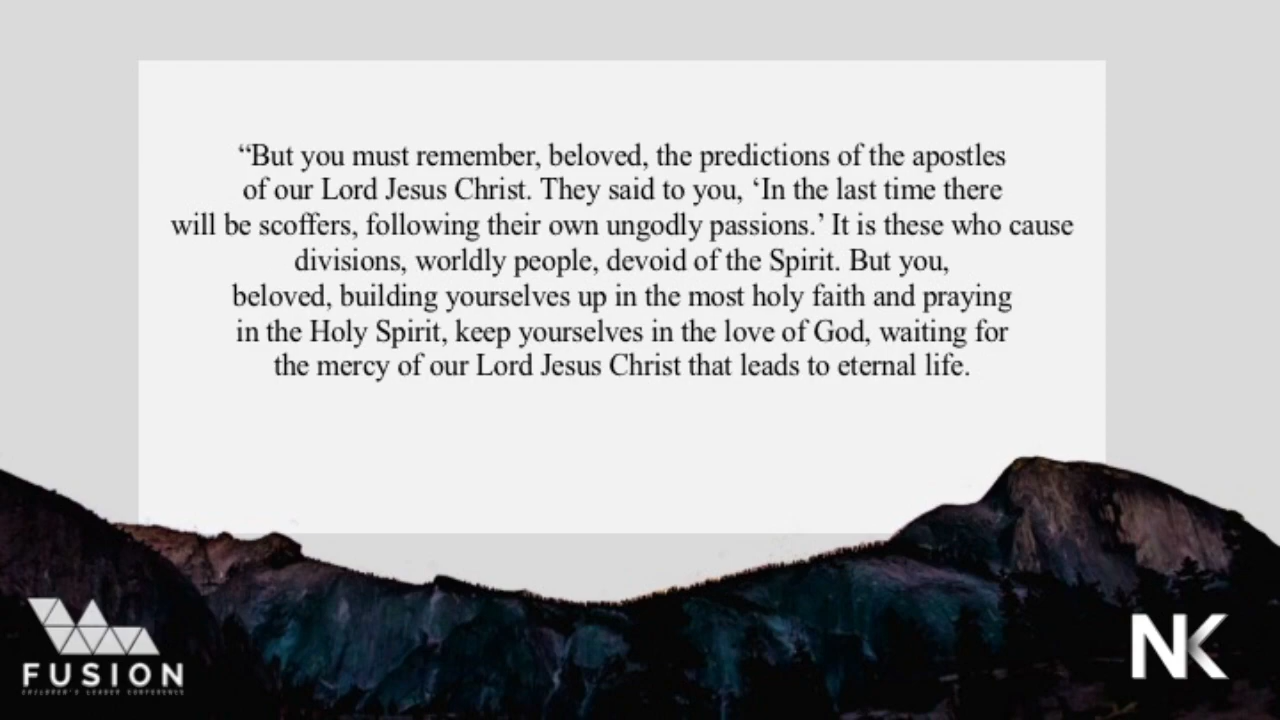 “But you must remember, beloved, the predictions of the apostles
of our Lord Jesus Christ. They said to you, ‘In the last time there
will be scoffers, following their own ungodly passions.’ It is these who cause
divisions, worldly people, devoid of the Spirit. But you,
beloved, building yourselves up in the most holy faith and praying
in the Holy Spirit, keep yourselves in the love of God, waiting for
the mercy of our Lord Jesus Christ that leads to eternal life.
FUSION
CHILDREN'S LEADER CONFERENCE
NK